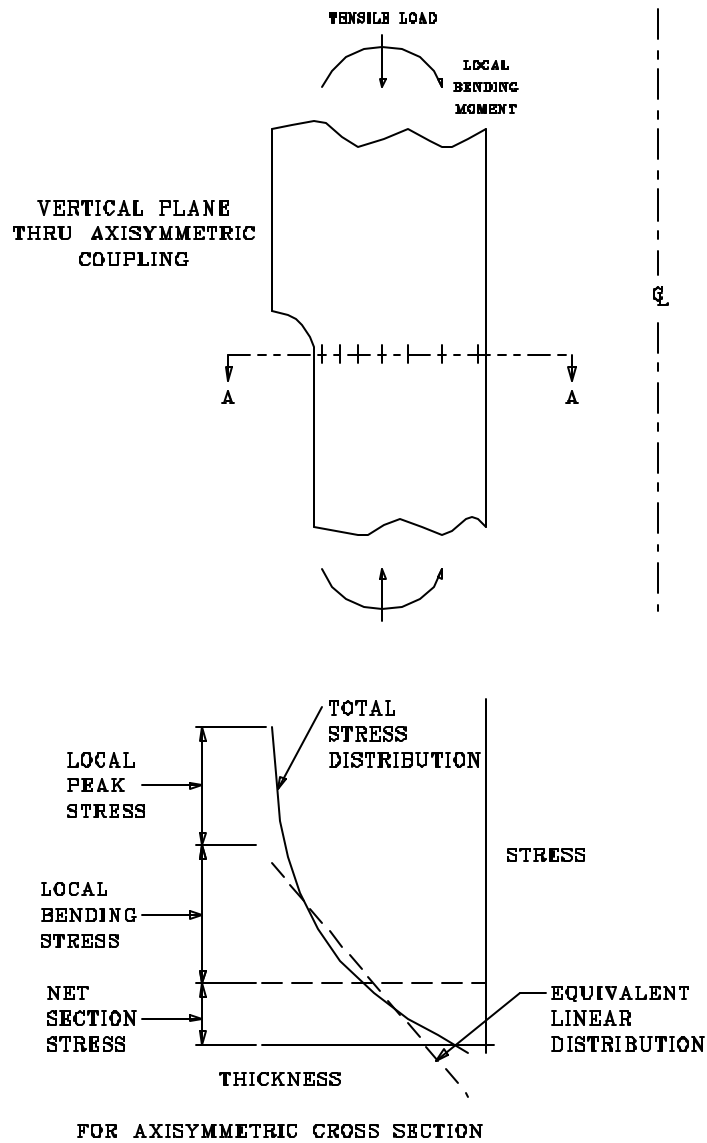 TENSILE LOAD
LOCAL
BENDING
MOMENT
VERTICAL PLANE
THRU AXISYMMETRIC
COUPLING
CL
A
A
TOTAL
STRESS
DISTRIBUTION
LOCAL
PEAK
STRESS
STRESS
LOCAL
BENDING
STRESS
NET
SECTION
STRESS
EQUIVALENT
LINEAR
DISTRIBUTION
THICKNESS
FOR AXISYMMETRIC CROSS SECTION